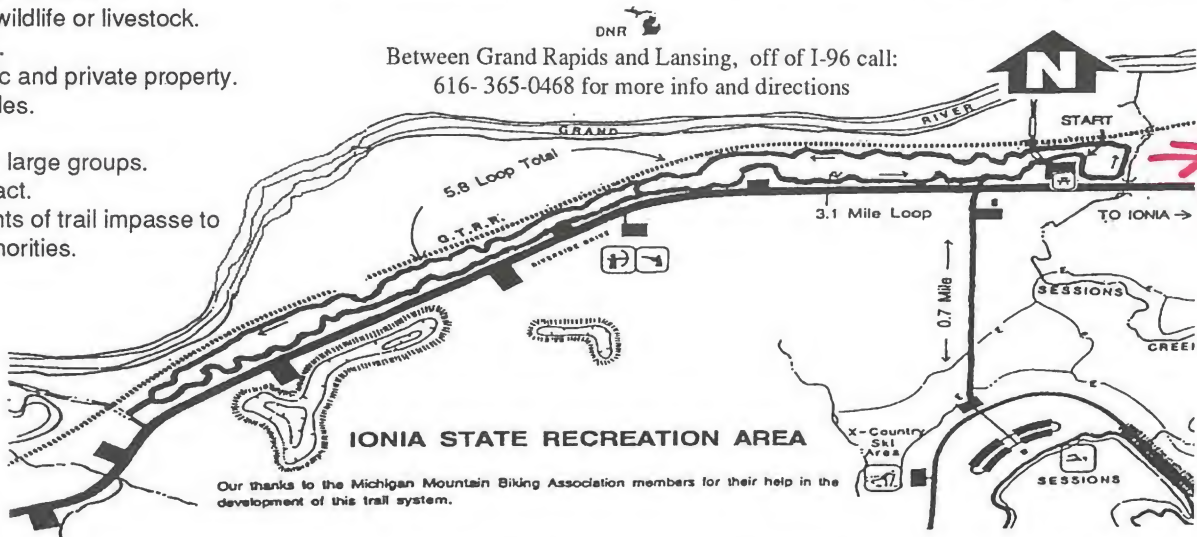 wildlife or livestock.
c and private property.
les.
large groups.
act.
nts of trail impasse to
norities.
DNR
Between Grand Rapids and Lansing, off of I-96 call:
616- 365-0468 for more info and directions
N
GRAND
RIVER
START
5.8 Loop Total
3.1 Mile Loop
TO IONIA →
G.T.R.R.
RIVERSIDE DRIVE
0.7 Mile
SESSIONS
CREEK
IONIA STATE RECREATION AREA
X-Country
Ski
Area
SESSIONS
Our thanks to the Michigan Mountain Biking Association members for their help in the
development of this trail system.